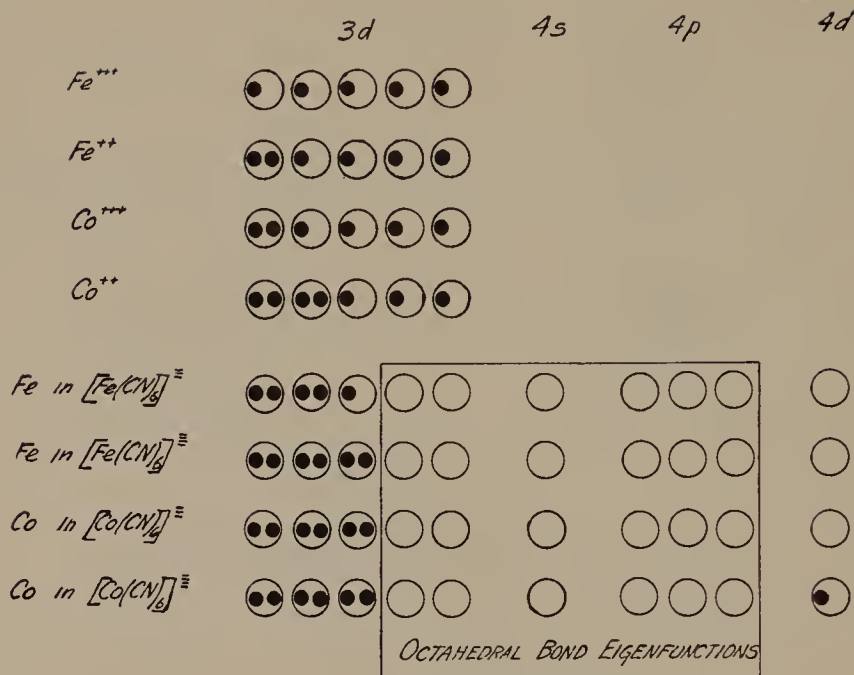 3d 4s 4p 4d
Fe⁺⁺⁺
Fe⁺⁺
Co⁺⁺⁺
Co⁺⁺
Fe in [Fe(CN)₆]≡
Fe in [Fe(CN)₆]≣
Co in [Co(CN)₆]≡
Co in [Co(CN)₆]≣
OCTAHEDRAL BOND EIGENFUNCTIONS